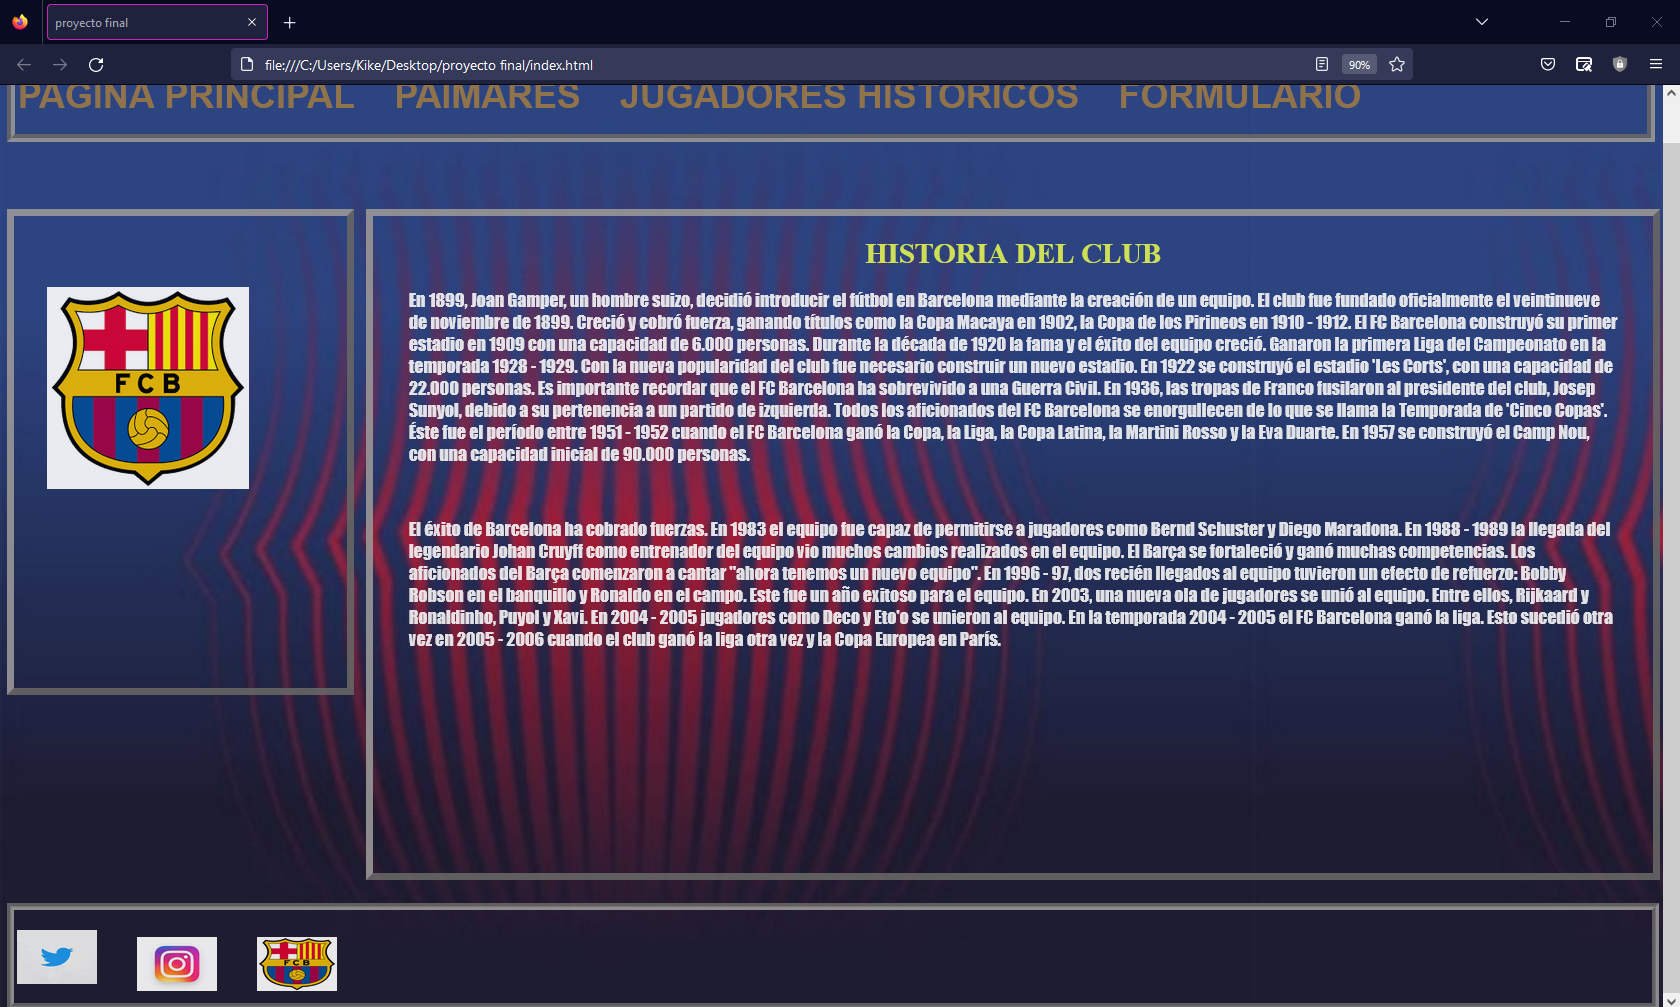 proyecto final
file:///C:/Users/Kike/Desktop/proyecto final/index.html
90%
PAGINA PRINCIPAL PAlMARES JUGADORES HISTORICOS FORMULARIO
HISTORIA DEL CLUB
En 1899, Joan Gamper, un hombre suizo, decidió introducir el fútbol en Barcelona mediante la creación de un equipo. El club fue fundado oficialmente el veintinueve
de noviembre de 1899. Creció y cobró fuerza, ganando títulos como la Copa Macaya en 1902, la Copa de los Pirineos en 1910 - 1912. El FC Barcelona construyó su primer
estadio en 1909 con una capacidad de 6.000 personas. Durante la década de 1920 la fama y el éxito del equipo creció. Ganaron la primera Liga del Campeonato en la
temporada 1928 - 1929. Con la nueva popularidad del club fue necesario construir un nuevo estadio. En 1922 se construyó el estadio 'Les Corts', con una capacidad de
22.000 personas. Es importante recordar que el FC Barcelona ha sobrevivido a una Guerra Civil. En 1936, las tropas de Franco fusilaron al presidente del club, Josep
Sunyol, debido a su pertenencia a un partido de izquierda. Todos los aficionados del FC Barcelona se enorgullecen de lo que se llama la Temporada de 'Cinco Copas'.
Éste fue el período entre 1951 - 1952 cuando el FC Barcelona ganó la Copa, la Liga, la Copa Latina, la Martini Rosso y la Eva Duarte. En 1957 se construyó el Camp Nou,
con una capacidad inicial de 90.000 personas.
El éxito de Barcelona ha cobrado fuerzas. En 1983 el equipo fue capaz de permitirse a jugadores como Bernd Schuster y Diego Maradona. En 1988 - 1989 la llegada del
legendario Johan Cruyff como entrenador del equipo vio muchos cambios realizados en el equipo. El Barça se fortaleció y ganó muchas competencias. Los
aficionados del Barça comenzaron a cantar "ahora tenemos un nuevo equipo". En 1996 - 97, dos recién llegados al equipo tuvieron un efecto de refuerzo: Bobby
Robson en el banquillo y Ronaldo en el campo. Este fue un año exitoso para el equipo. En 2003, una nueva ola de jugadores se unió al equipo. Entre ellos, Rijkaard y
Ronaldinho, Puyol y Xavi. En 2004 - 2005 jugadores como Deco y Eto'o se unieron al equipo. En la temporada 2004 - 2005 el FC Barcelona ganó la liga. Esto sucedió otra
vez en 2005 - 2006 cuando el club ganó la liga otra vez y la Copa Europea en París.
FCB
FCB